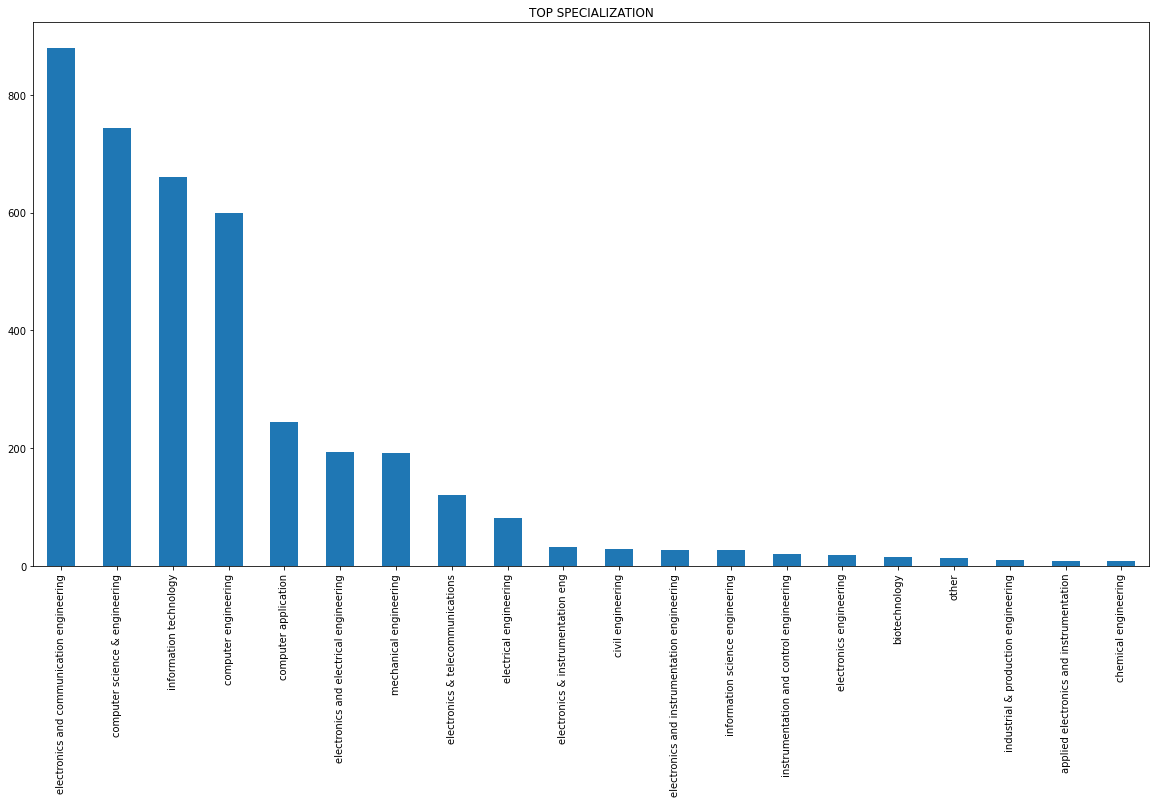 TOP SPECIALIZATION
800
600
400
200
0
electronics and communication engineering
computer science & engineering
information technology
computer engineering
computer application
electronics and electrical engineering
mechanical engineering
electronics & telecommunications
electrical engineering
electronics & instrumentation eng
civil engineering
electronics and instrumentation engineering
information science engineering
instrumentation and control engineering
electronics engineering
biotechnology
other
industrial & production engineering
applied electronics and instrumentation
chemical engineering